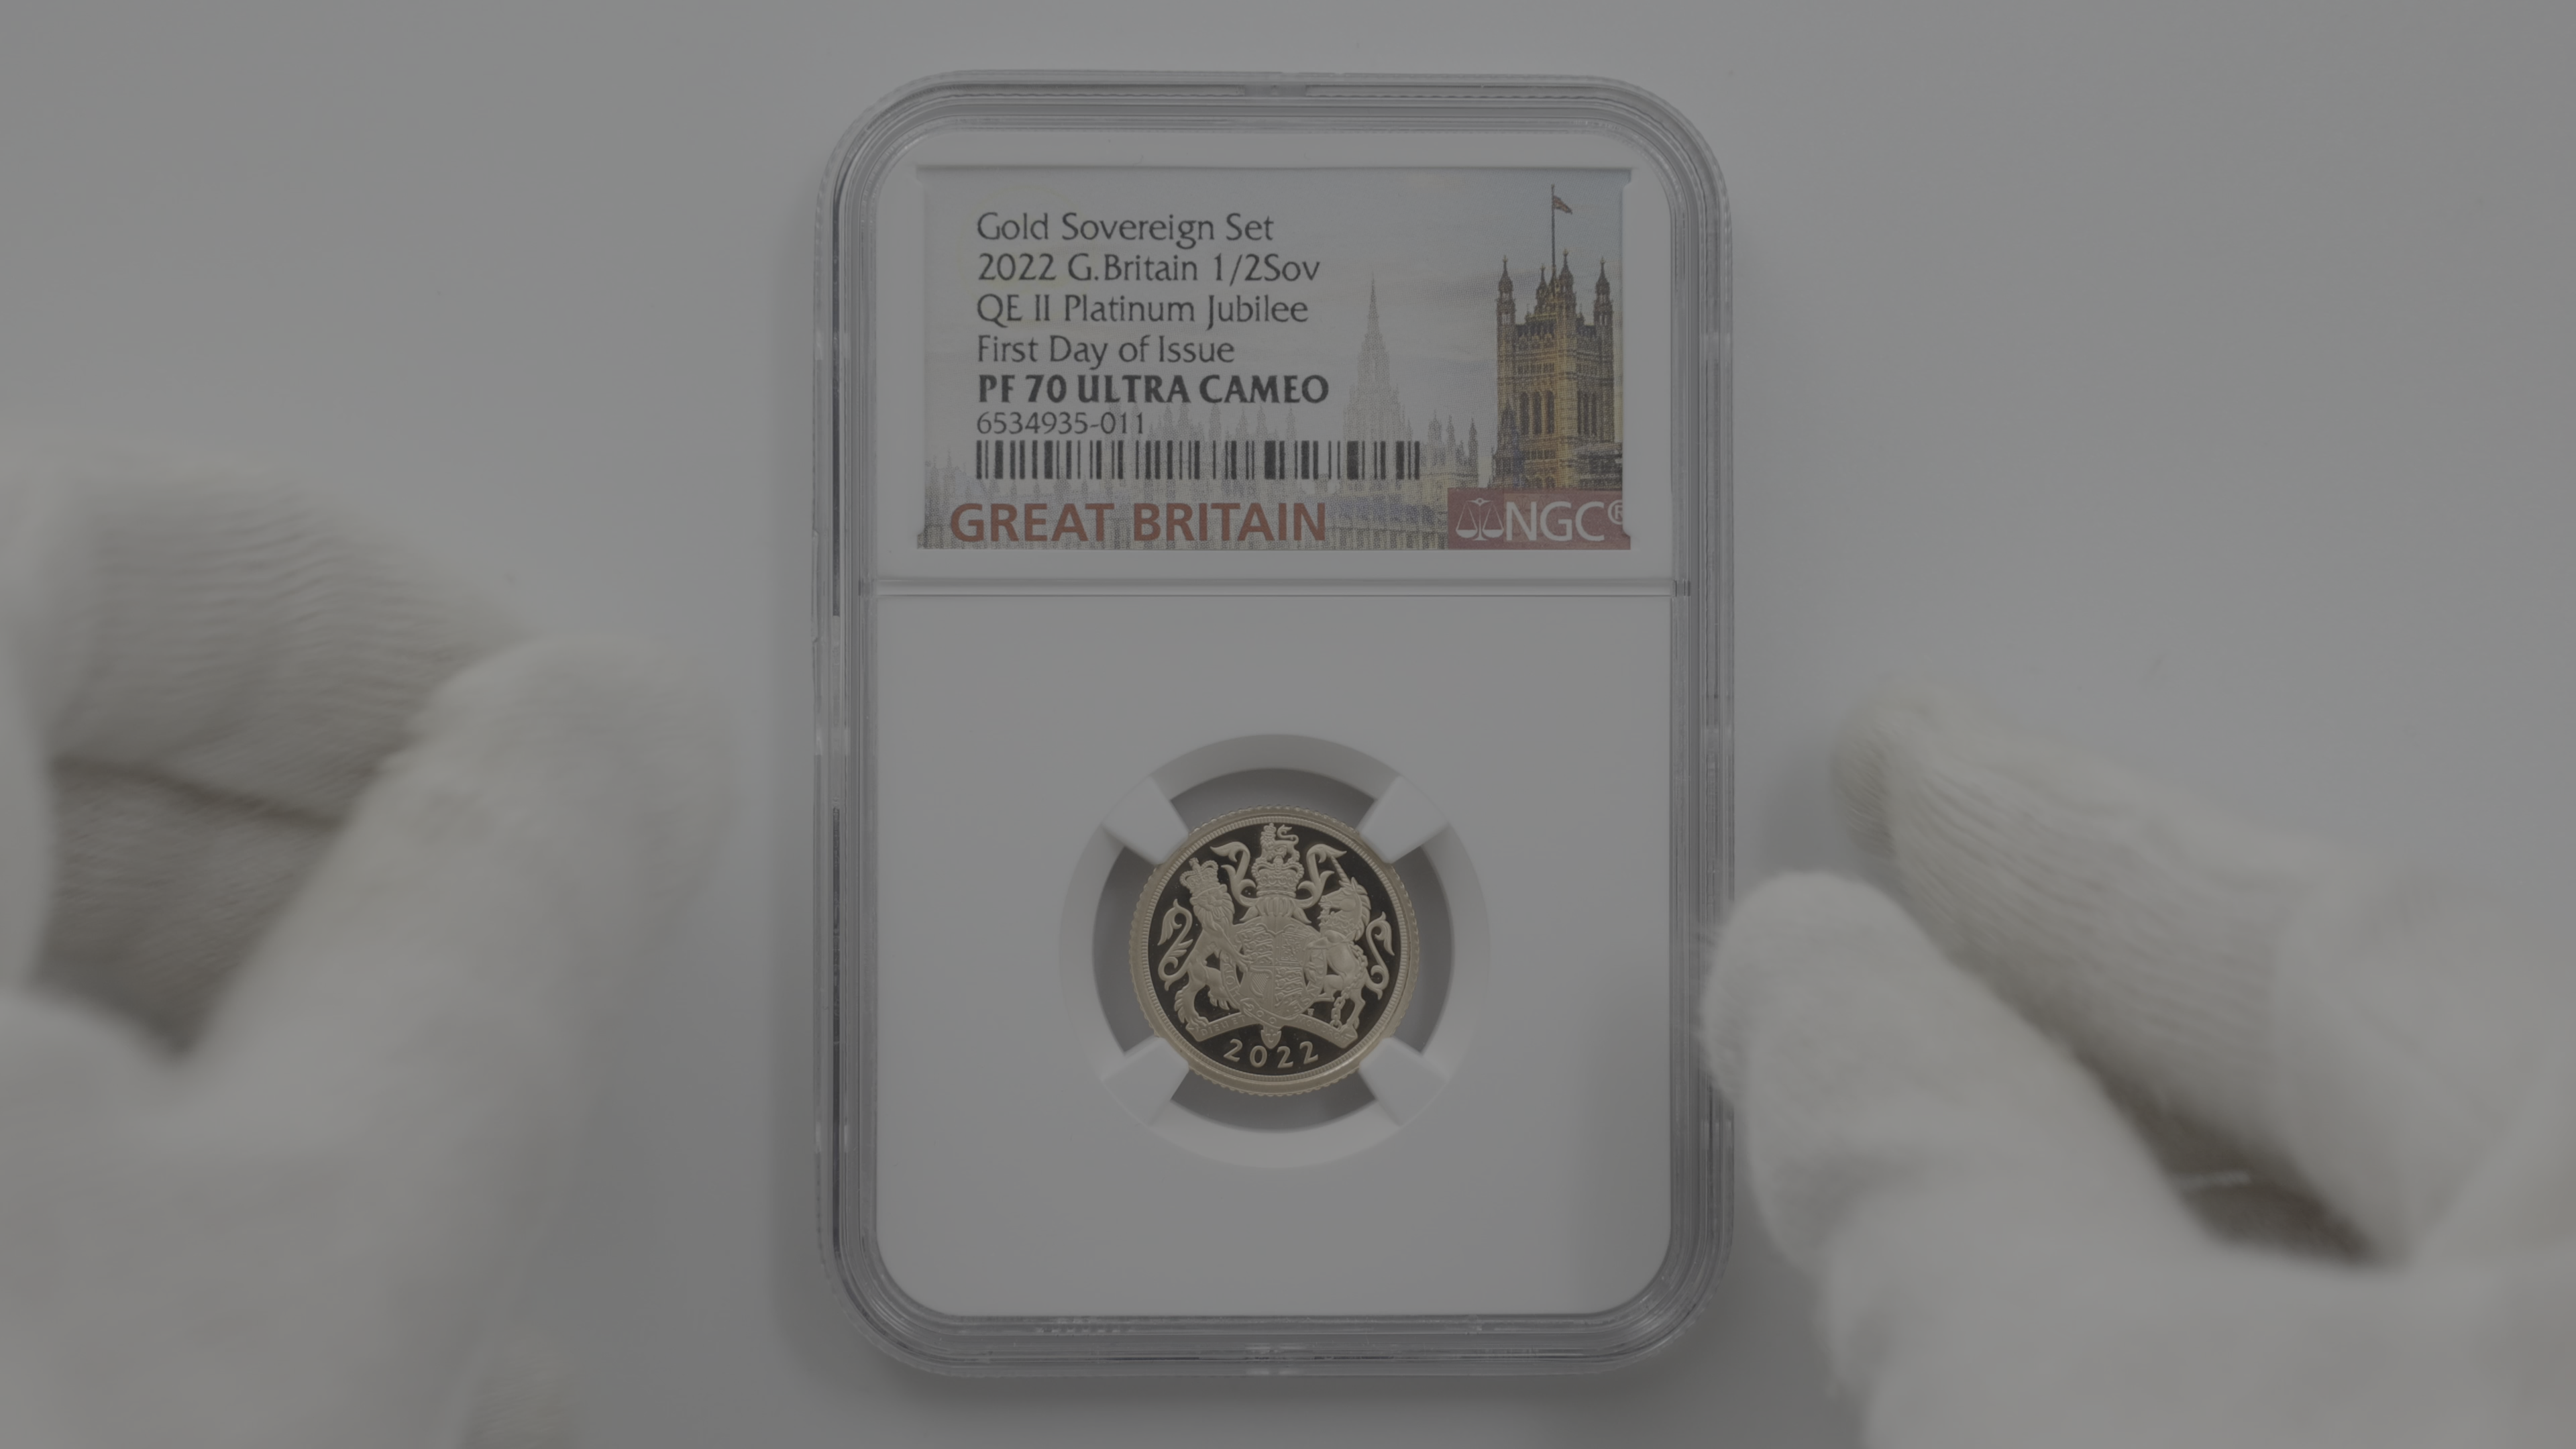 Gold Sovereign Set
2022 G.Britain 1/2Sov
QE II Platinum Jubilee
First Day of Issue
PF 70 ULTRA CAMEO
6534935-011
GREAT BRITAIN
NGC®
2022